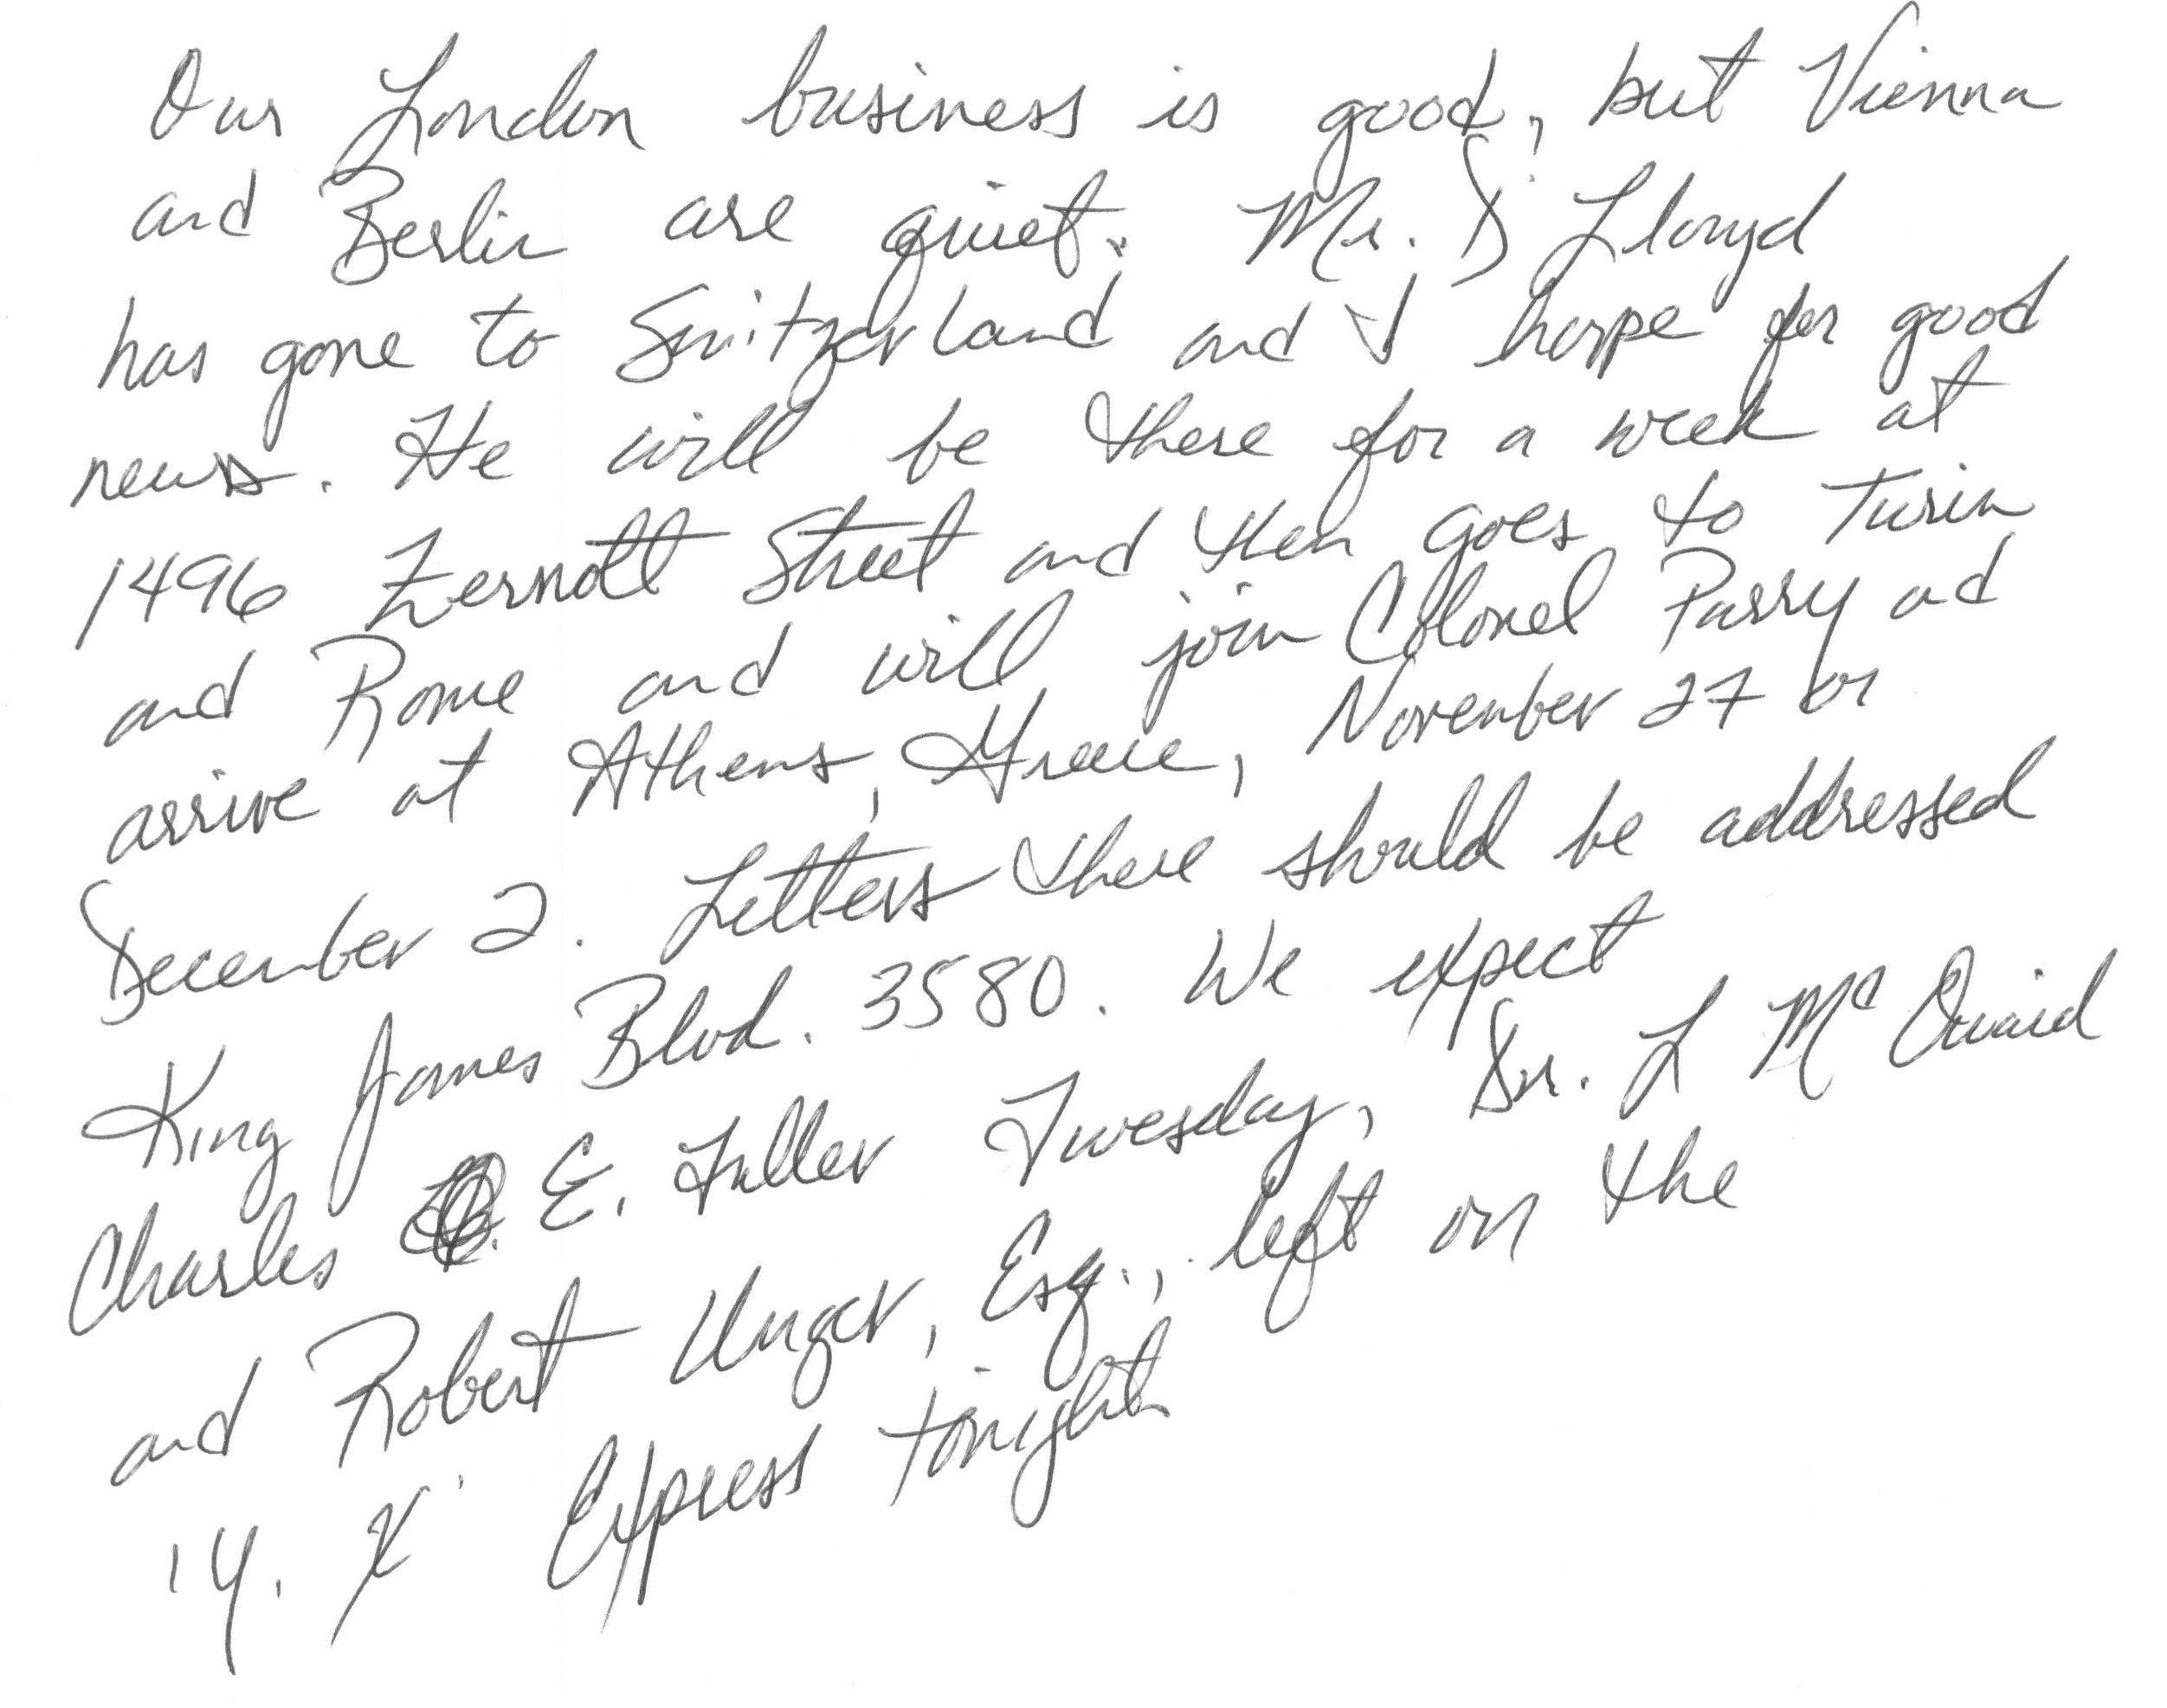 Our London business is good, but Vienna
and Berlin are quiet. Mr. D Lloyd
has gone to Switzerland and I hope for good
news. He will be there for a week at
1496 Zermott Street and then goes to Turin
and Rome and will join Colonel Parry ad
arrive at Athens, Greece, November 27 or
December 2. Letters there should be addressed
King James Blvd. 3580. We expect
Charles E. Fuller Tuesday, Dr. L McQuaid
and Robert Unger, Esq., left on the
'Y. X' Express tonight